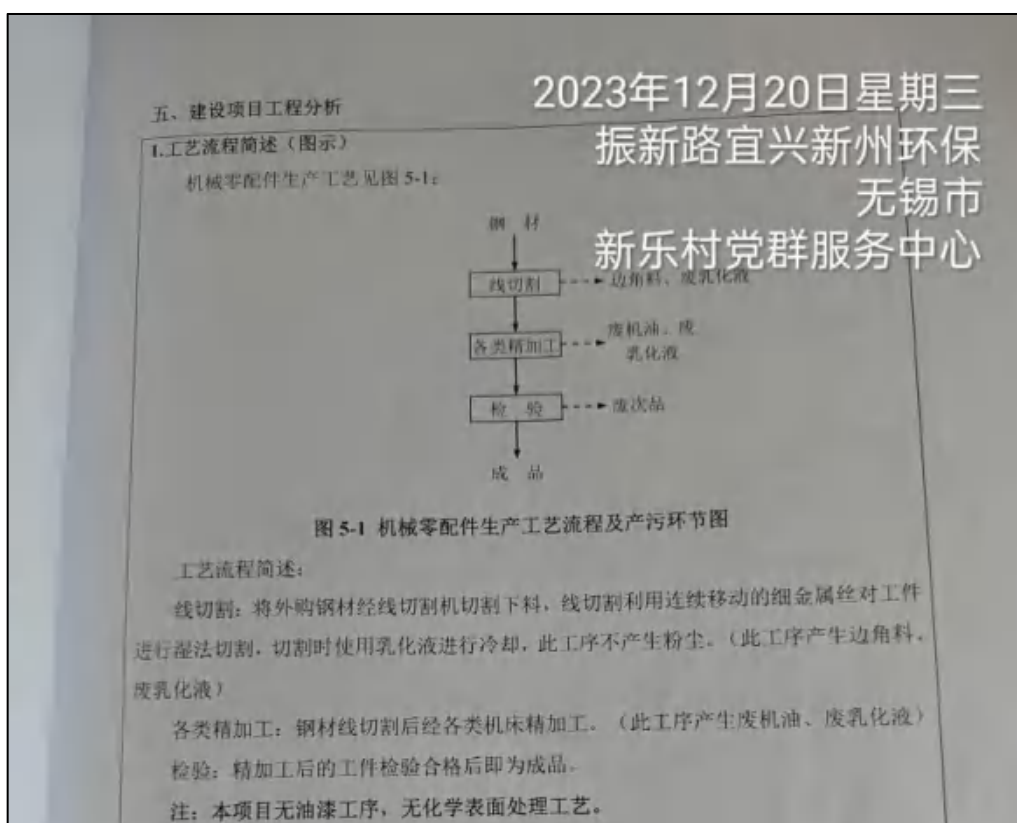 2023年12月20日星期三
振新路宜兴新州环保
无锡市
新乐村党群服务中心
五、建设项目工程分析
1.工艺流程简述（图示）
机械零配件生产工艺见图 5-1：
钢 材
线切割
边角料、废乳化液
各类精加工
废机油、废
乳化液
检 验
废次品
成 品
图 5-1 机械零配件生产工艺流程及产污环节图
工艺流程简述：
线切割：将外购钢材经线切割机切割下料，线切割利用连续移动的细金属丝对工件
进行湿法切割，切割时使用乳化液进行冷却，此工序不产生粉尘。（此工序产生边角料、
废乳化液）
各类精加工：钢材线切割后经各类机床精加工。（此工序产生废机油、废乳化液）
检验：精加工后的工件检验合格后即为成品。
注：本项目无油漆工序，无化学表面处理工艺。